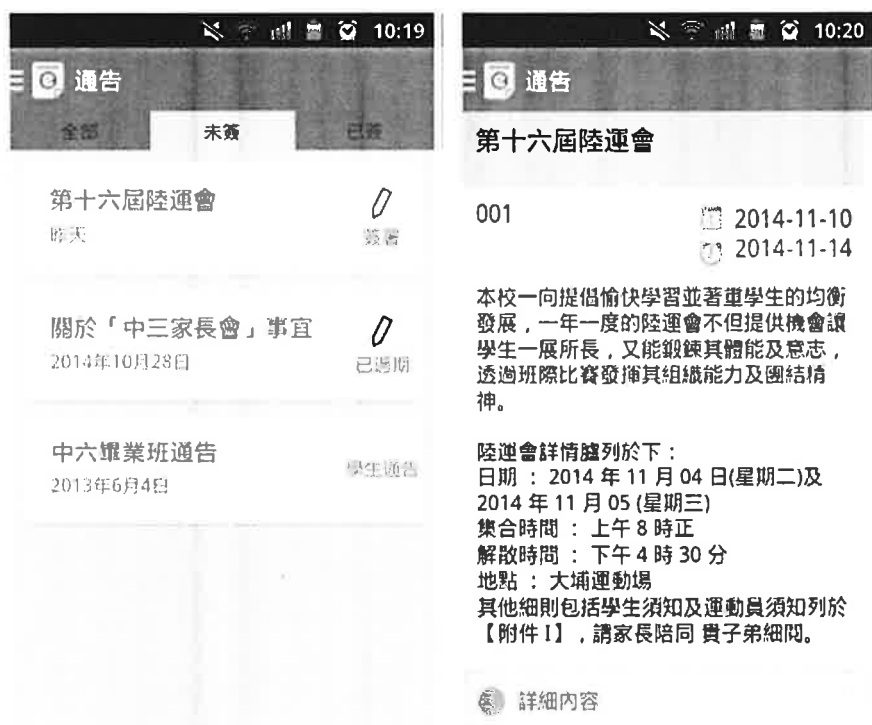 10:19
通告
全部 未簽 已簽
第十六屆陸運會
昨天
簽署
關於「中三家長會」事宜
2014年10月28日
已過期
中六畢業班通告
2013年6月4日
學生通告
10:20
通告
第十六屆陸運會
001
2014-11-10
2014-11-14
本校一向提倡愉快學習並著重學生的均衡
發展，一年一度的陸運會不但提供機會讓
學生一展所長，又能鍛鍊其體能及意志，
透過班際比賽發揮其組織能力及團結精
神。
陸運會詳情臚列於下：
日期 ： 2014 年 11 月 04 日(星期二)及
2014 年 11 月 05 (星期三)
集合時間 ： 上午 8 時正
解散時間 ： 下午 4 時 30 分
地點 ： 大埔運動場
其他細則包括學生須知及運動員須知列於
【附件 I】，請家長陪同 貴子弟細閱。
詳細內容